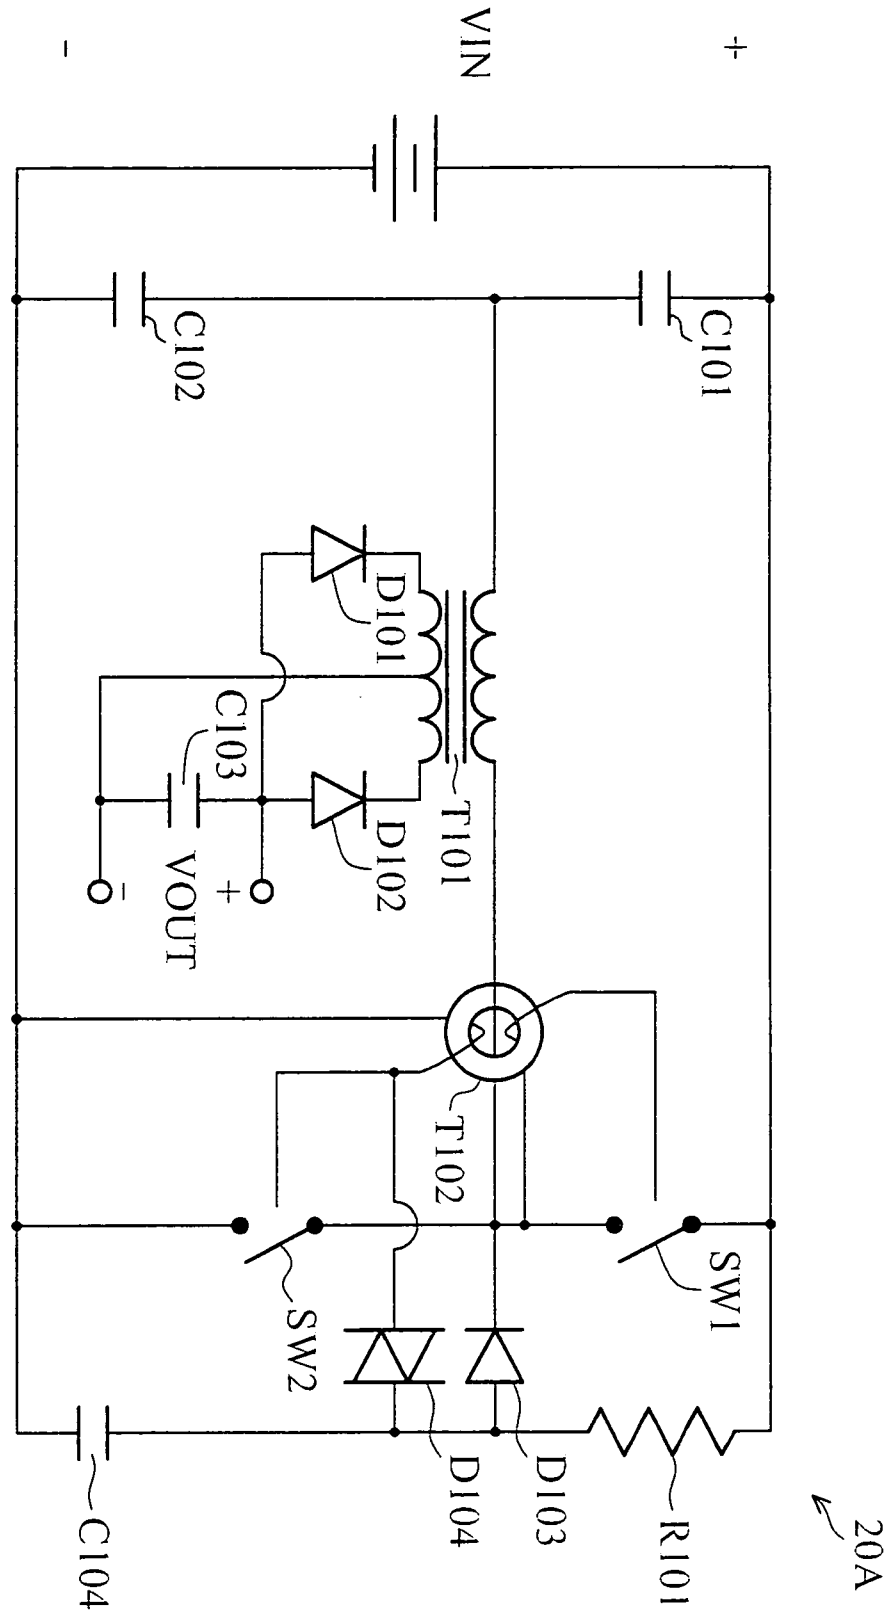 20A
+
VIN
-
C101
C102
D101
D102
T101
C103
+
VOUT
-
T102
SW1
SW2
R101
D103
D104
C104